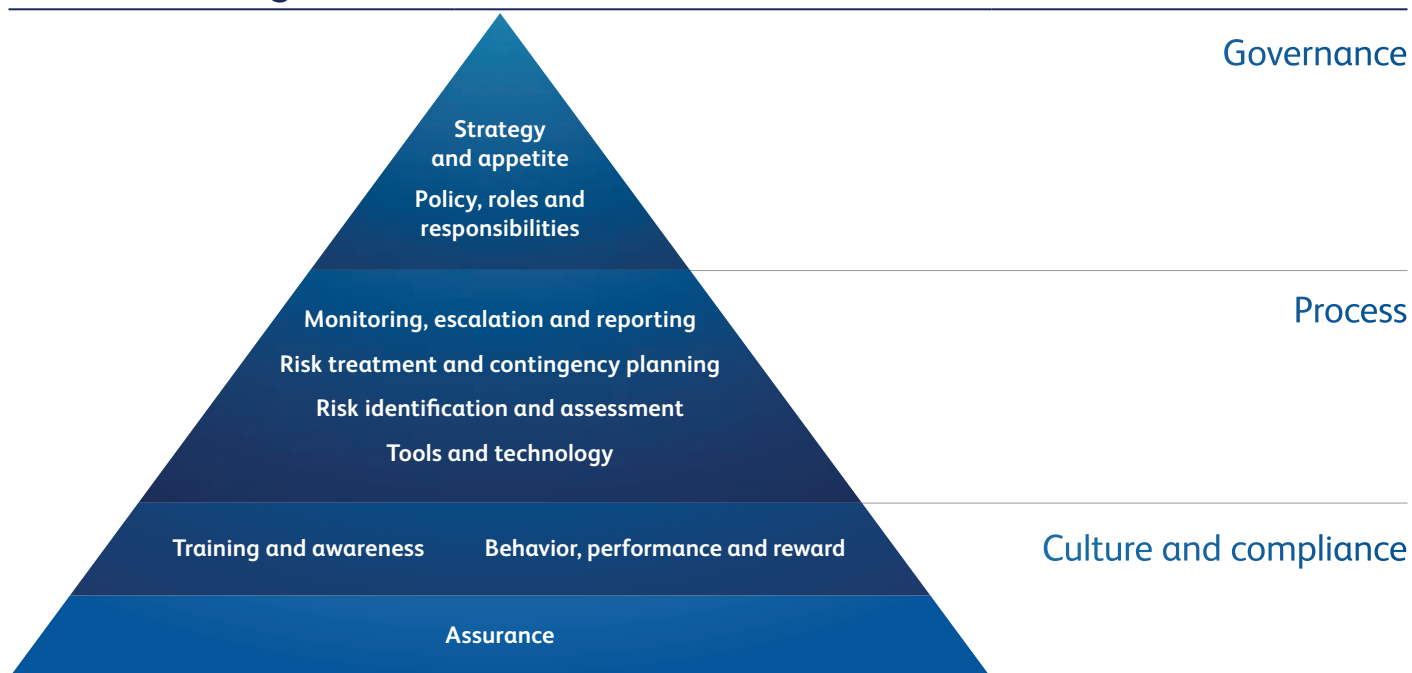 Governance
Strategy
and appetite
Policy, roles and
responsibilities
Process
Monitoring, escalation and reporting
Risk treatment and contingency planning
Risk identification and assessment
Tools and technology
Culture and compliance
Training and awareness
Behavior, performance and reward
Assurance